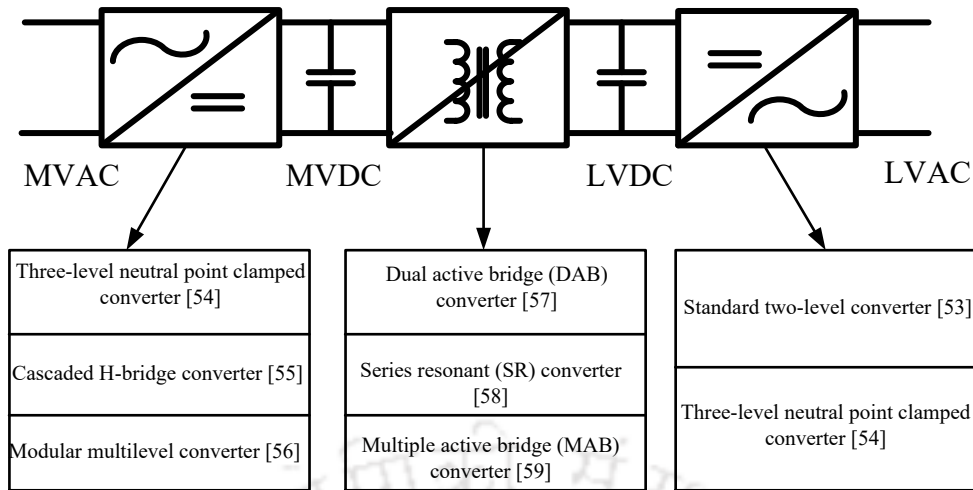 MVAC
MVDC
LVDC
LVAC
Three-level neutral point clamped
converter [54]
Cascaded H-bridge converter [55]
Modular multilevel converter [56]
Dual active bridge (DAB)
converter [57]
Series resonant (SR) converter
[58]
Multiple active bridge (MAB)
converter [59]
Standard two-level converter [53]
Three-level neutral point clamped
converter [54]